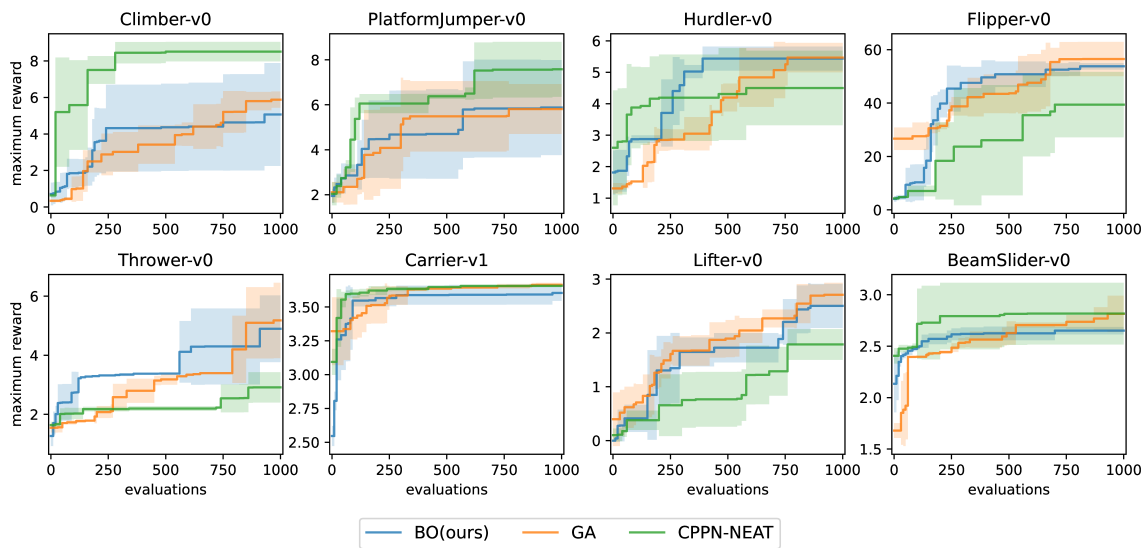 Climber-v0 PlatformJumper-v0 Hurdler-v0 Flipper-v0
maximum reward
8
6
4
2
0
0 250 500 750 1000
8
6
4
2
0 250 500 750 1000
6
5
4
3
2
1
0 250 500 750 1000
60
40
20
0
0 250 500 750 1000
Thrower-v0 Carrier-v1 Lifter-v0 BeamSlider-v0
maximum reward
6
4
2
0 250 500 750 1000
evaluations
3.50
3.25
3.00
2.75
2.50
0 250 500 750 1000
evaluations
3
2
1
0
0 250 500 750 1000
evaluations
3.0
2.5
2.0
1.5
0 250 500 750 1000
evaluations
BO(ours) GA CPPN-NEAT